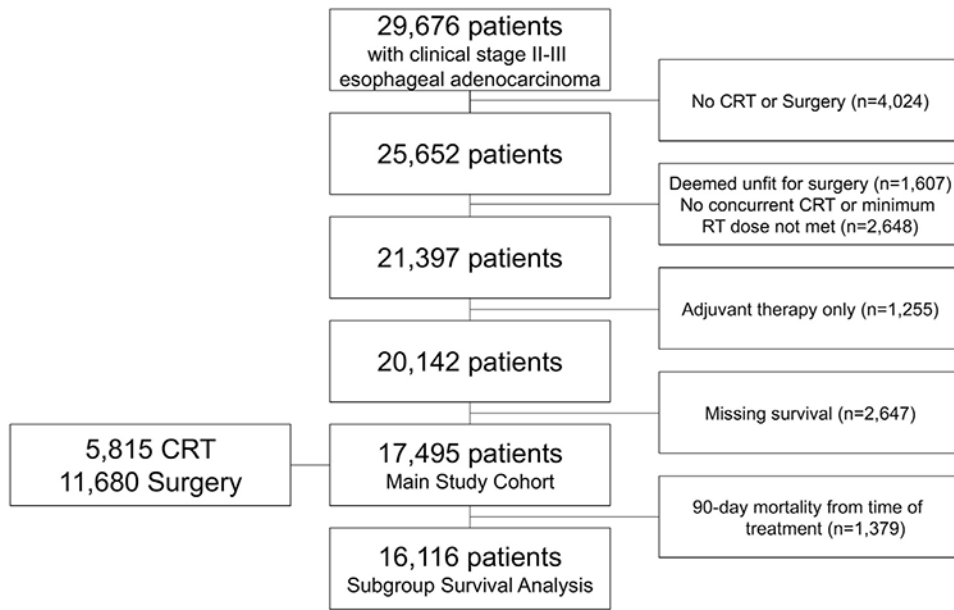 29,676 patients
with clinical stage II-III
esophageal adenocarcinoma
No CRT or Surgery (n=4,024)
25,652 patients
Deemed unfit for surgery (n=1,607)
No concurrent CRT or minimum
RT dose not met (n=2,648)
21,397 patients
Adjuvant therapy only (n=1,255)
20,142 patients
Missing survival (n=2,647)
5,815 CRT
11,680 Surgery
17,495 patients
Main Study Cohort
90-day mortality from time of
treatment (n=1,379)
16,116 patients
Subgroup Survival Analysis